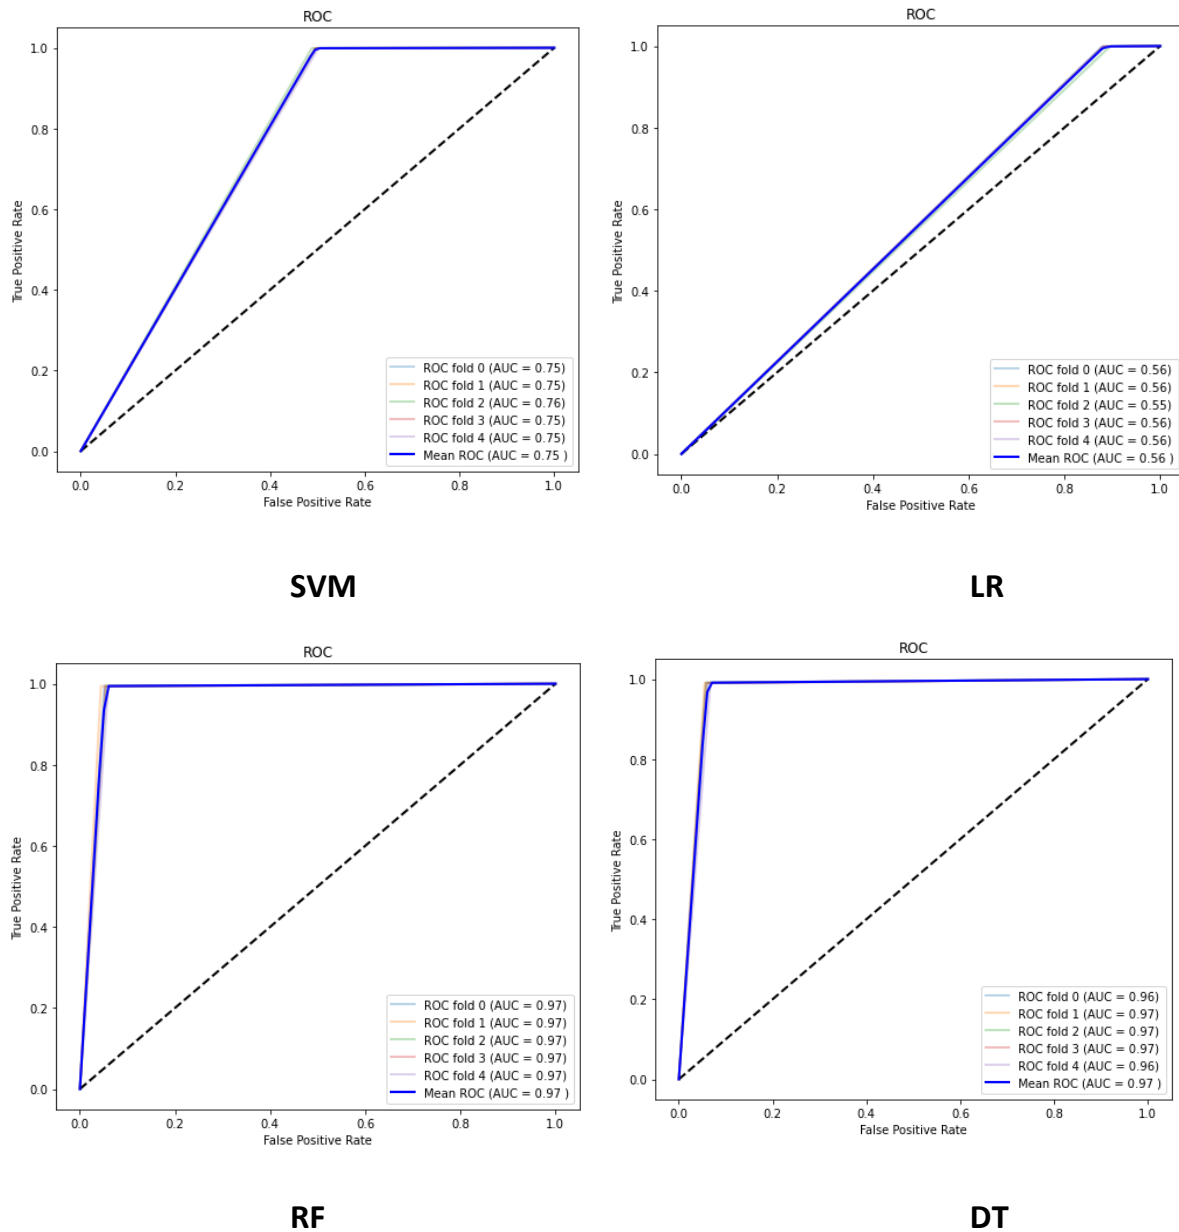 ROC
1.0
0.8
0.6
0.4
0.2
0.0
True Positive Rate
ROC fold 0 (AUC = 0.75)
ROC fold 1 (AUC = 0.75)
ROC fold 2 (AUC = 0.76)
ROC fold 3 (AUC = 0.75)
ROC fold 4 (AUC = 0.75)
Mean ROC (AUC = 0.75 )
0.0 0.2 0.4 0.6 0.8 1.0
False Positive Rate
SVM
ROC
1.0
0.8
0.6
0.4
0.2
0.0
True Positive Rate
ROC fold 0 (AUC = 0.56)
ROC fold 1 (AUC = 0.56)
ROC fold 2 (AUC = 0.55)
ROC fold 3 (AUC = 0.56)
ROC fold 4 (AUC = 0.56)
Mean ROC (AUC = 0.56 )
0.0 0.2 0.4 0.6 0.8 1.0
False Positive Rate
LR
ROC
1.0
0.8
0.6
0.4
0.2
0.0
True Positive Rate
ROC fold 0 (AUC = 0.97)
ROC fold 1 (AUC = 0.97)
ROC fold 2 (AUC = 0.97)
ROC fold 3 (AUC = 0.97)
ROC fold 4 (AUC = 0.97)
Mean ROC (AUC = 0.97 )
0.0 0.2 0.4 0.6 0.8 1.0
False Positive Rate
RF
ROC
1.0
0.8
0.6
0.4
0.2
0.0
True Positive Rate
ROC fold 0 (AUC = 0.96)
ROC fold 1 (AUC = 0.97)
ROC fold 2 (AUC = 0.97)
ROC fold 3 (AUC = 0.97)
ROC fold 4 (AUC = 0.96)
Mean ROC (AUC = 0.97 )
0.0 0.2 0.4 0.6 0.8 1.0
False Positive Rate
DT